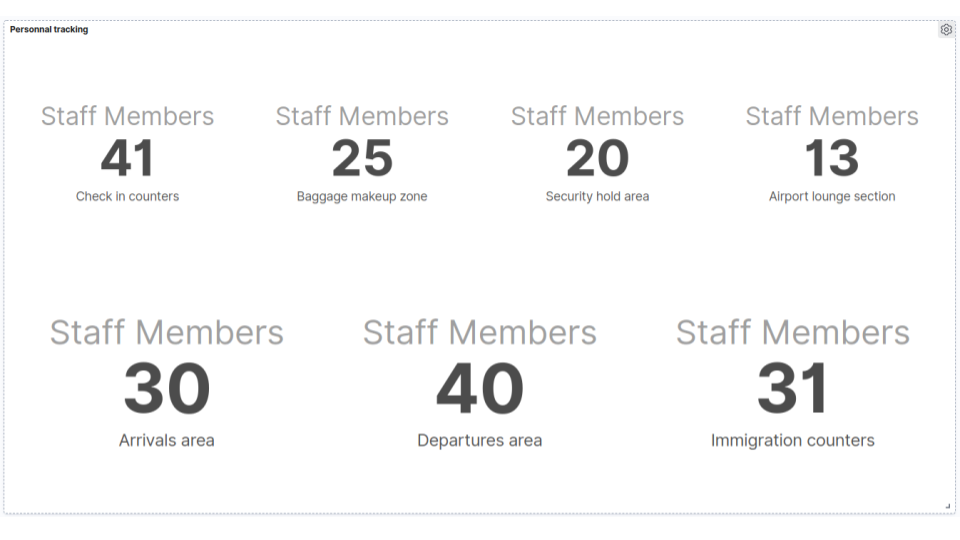 Personnal tracking
Staff Members Staff Members Staff Members Staff Members
41 25 20 13
Check in counters Baggage makeup zone Security hold area Airport lounge section
Staff Members Staff Members Staff Members
30 40 31
Arrivals area Departures area Immigration counters